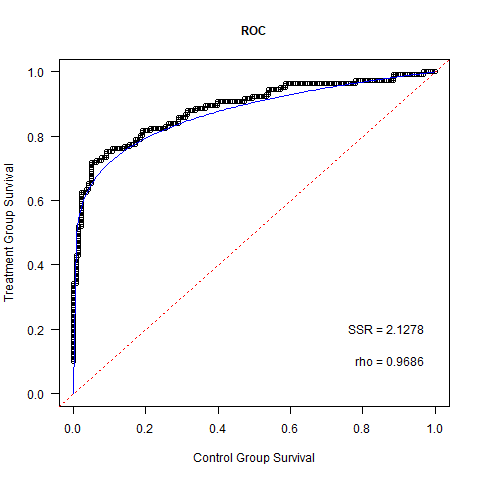 ROC
Treatment Group Survival
1.0
0.8
0.6
0.4
0.2
0.0
SSR = 2.1278
rho = 0.9686
0.0 0.2 0.4 0.6 0.8 1.0
Control Group Survival